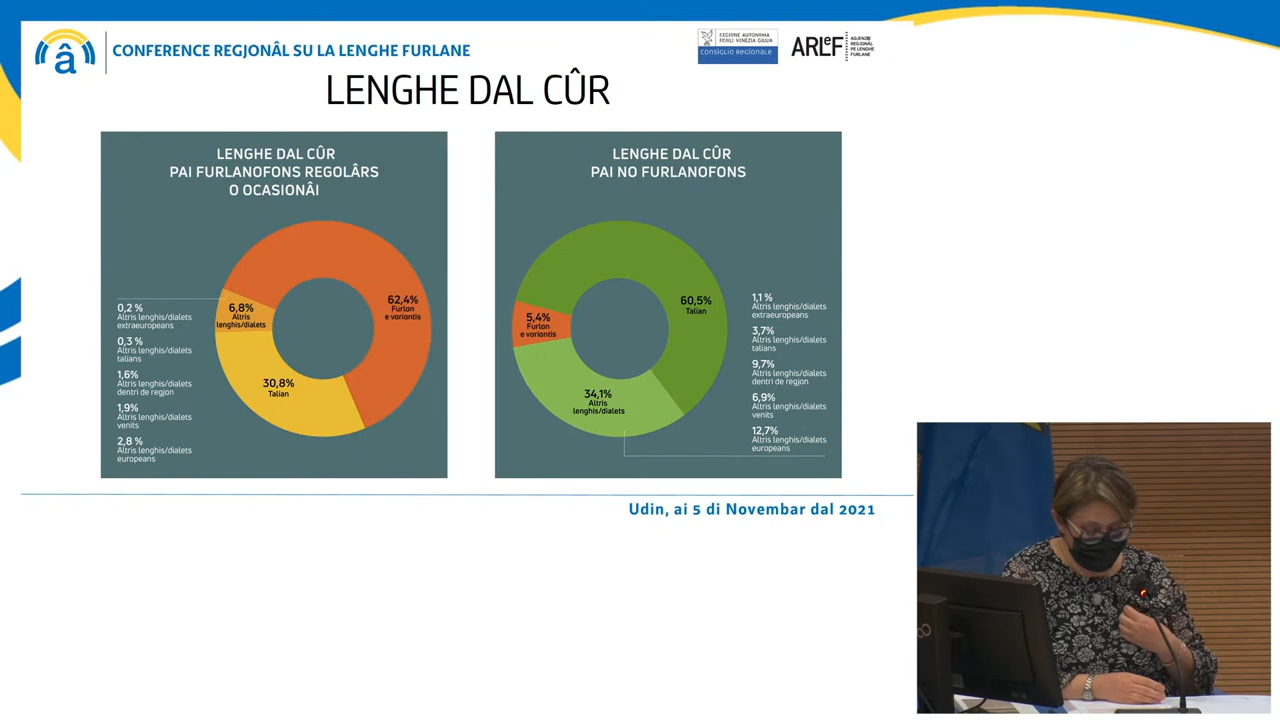 â
CONFERENCE REGJONÂL SU LA LENGHE FURLANE
REGIONE AUTONOMA
FRIULI VENEZIA GIULIA
CONSIGLIO REGIONALE
ARLeF
AGJENZIE
REGJONÂL
PE LENGHE
FURLANE
LENGHE DAL CÛR
LENGHE DAL CÛR
PAI FURLANOFONS REGOLÂRS
O OCASIONÂI
62,4%
Furlan
e variantis
6,8%
Altris
lenghis/dialets
30,8%
Talian
0,2 %
Altris lenghis/dialets
extraeuropeans
0,3 %
Altris lenghis/dialets
talians
1,6%
Altris lenghis/dialets
dentri de regjon
1,9%
Altris lenghis/dialets
venits
2,8 %
Altris lenghis/dialets
europeans
LENGHE DAL CÛR
PAI NO FURLANOFONS
60,5%
Talian
5,4%
Furlan
e variantis
34,1%
Altris
lenghis/dialets
1,1 %
Altris lenghis/dialets
extraeuropeans
3,7%
Altris lenghis/dialets
talians
9,7%
Altris lenghis/dialets
dentri de regjon
6,9%
Altris lenghis/dialets
venits
12,7%
Altris lenghis/dialets
europeans
Udin, ai 5 di Novembar dal 2021